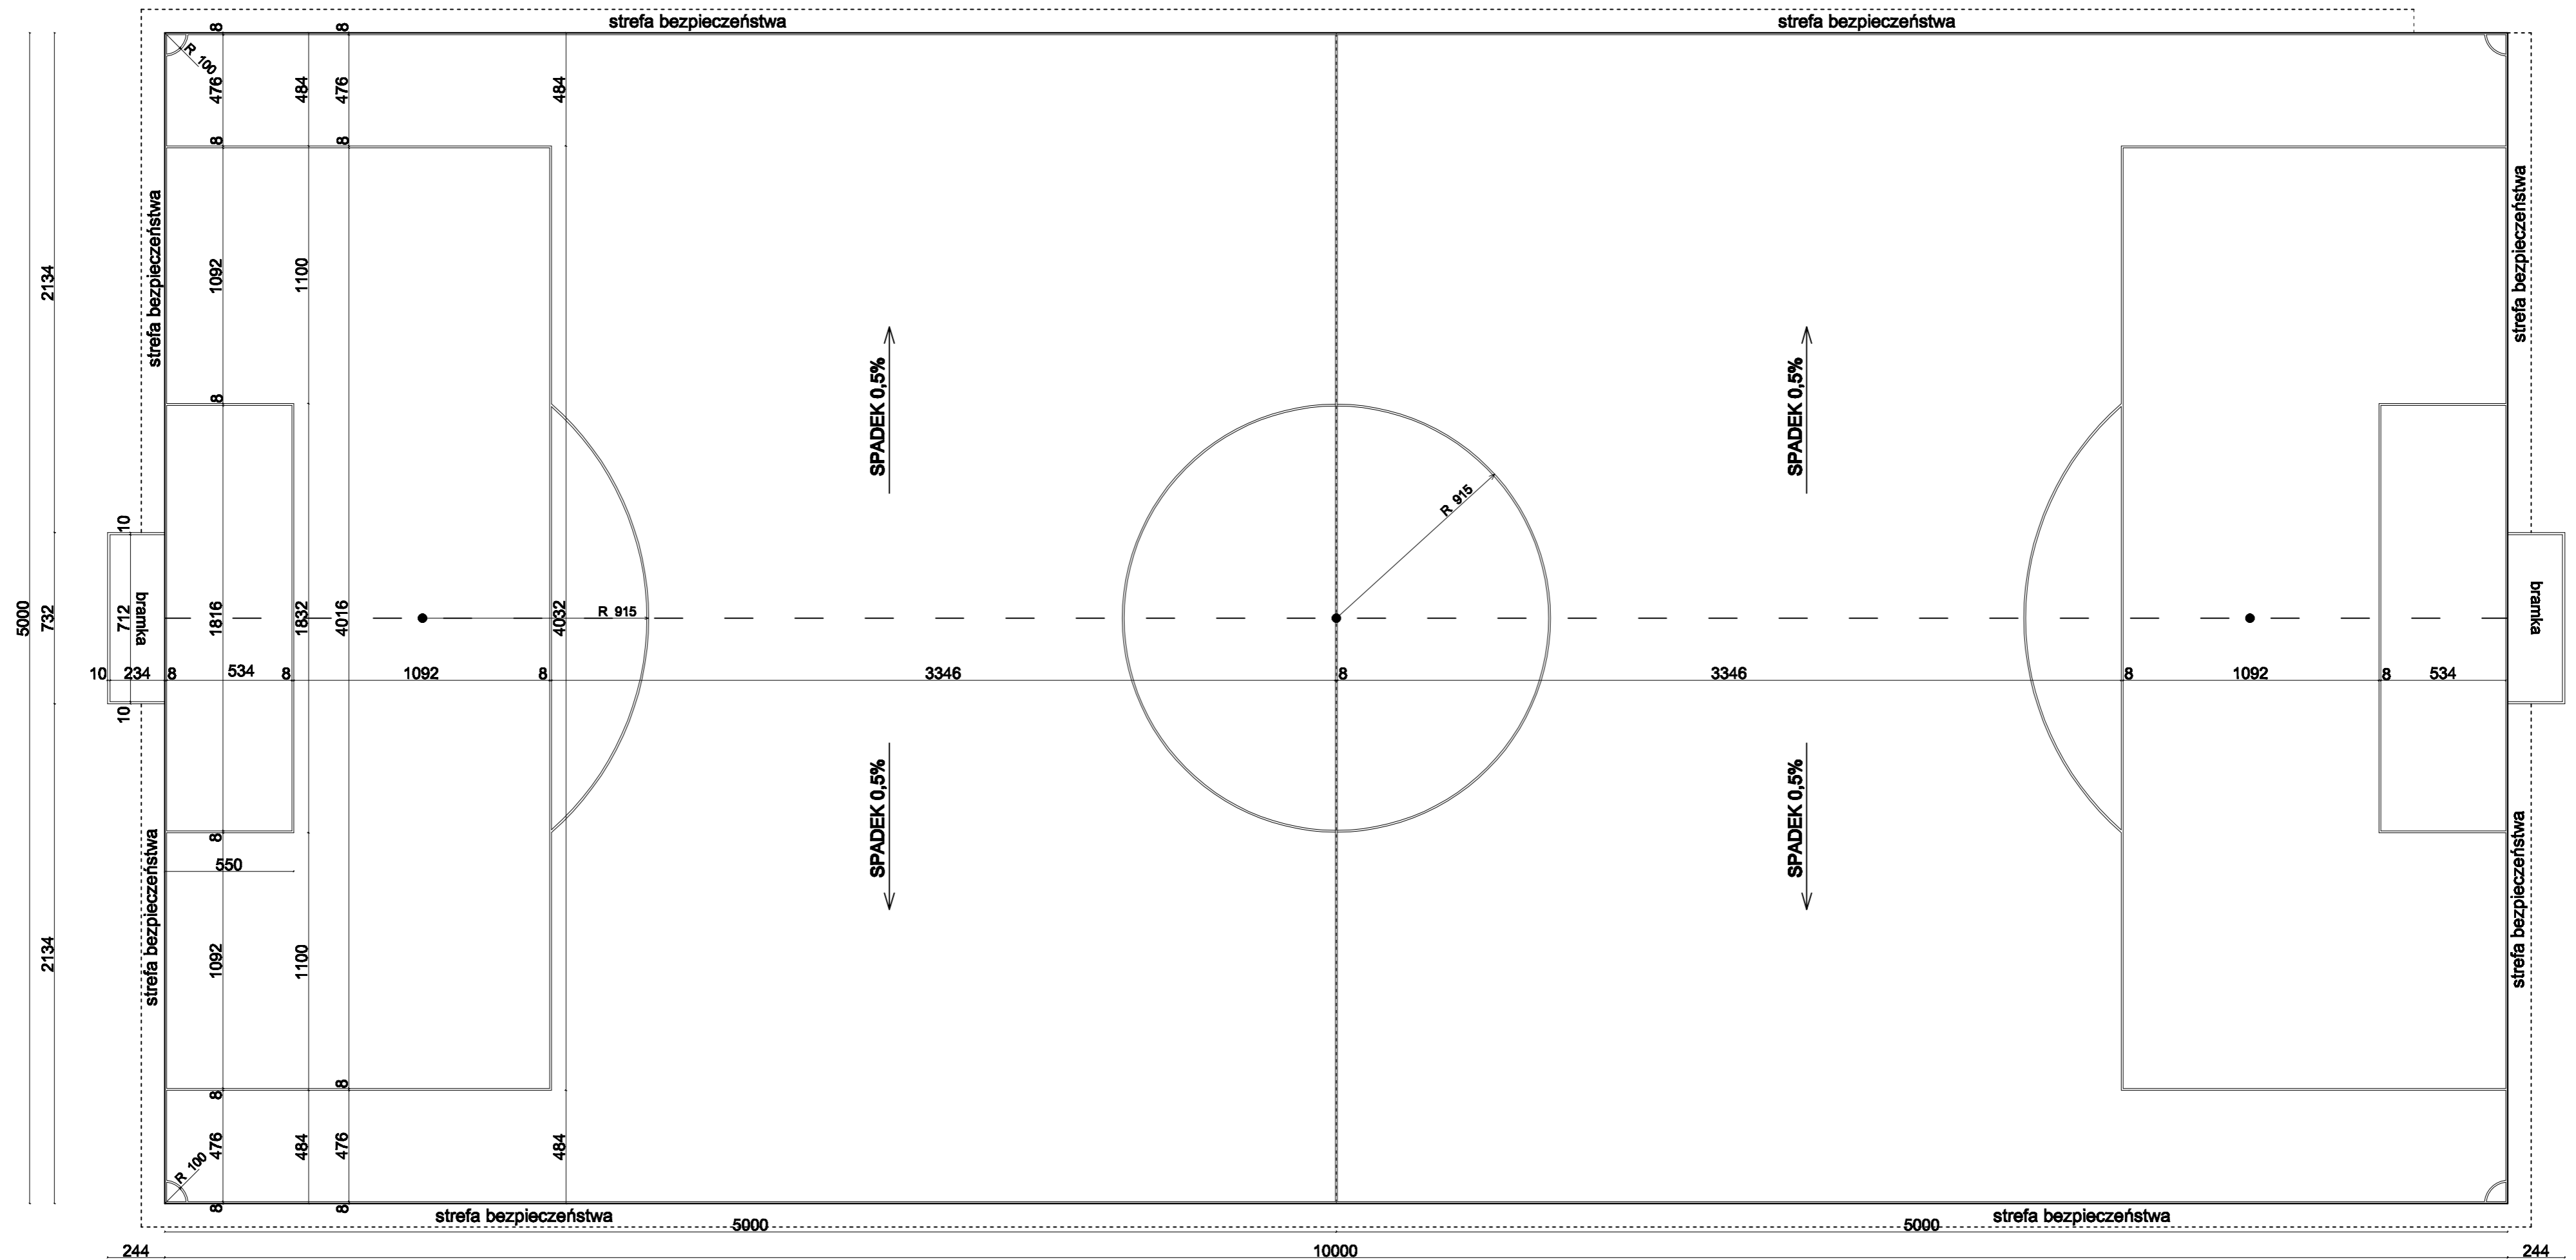 strefa bezpieczeństwa
strefa bezpieczeństwa
8
8
R 100
476
484
476
484
8
8
strefa bezpieczeństwa
strefa bezpieczeństwa
2134
1092
1100
SPADEK 0,5%
SPADEK 0,5%
8
R 915
10
5000
732
712
bramka
1816
1832
4016
4032
R 915
bramka
10
234
8
534
8
1092
8
3346
8
3346
8
1092
8
534
10
SPADEK 0,5%
SPADEK 0,5%
8
550
strefa bezpieczeństwa
strefa bezpieczeństwa
2134
1092
1100
8
8
476
484
476
484
R 100
8
8
strefa bezpieczeństwa
strefa bezpieczeństwa
5000
5000
244
10000
244